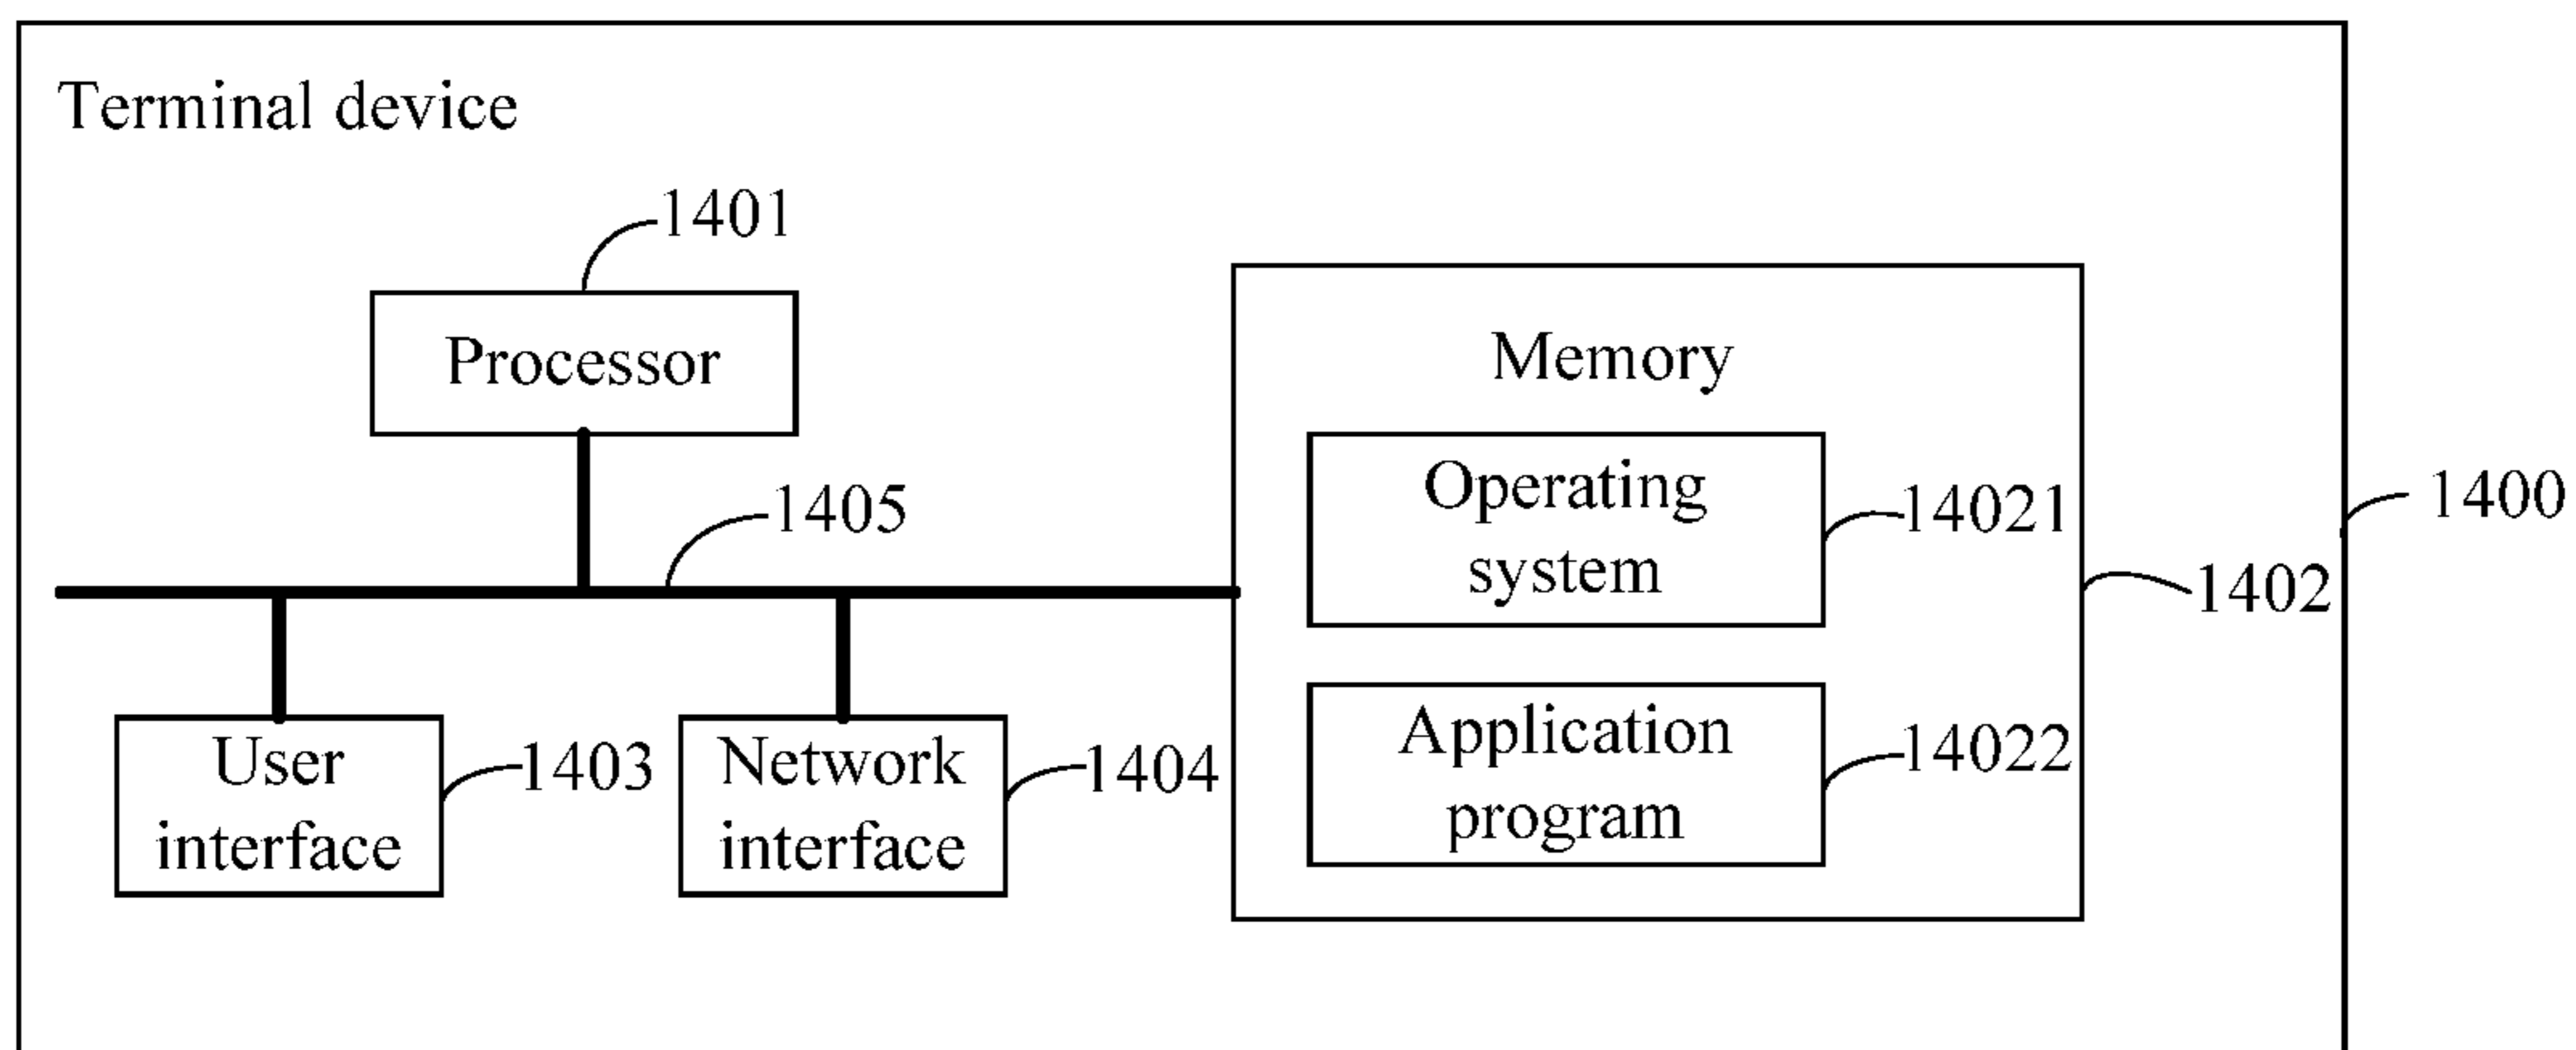 Terminal device
1401
Processor
Memory
1405
Operating
system
14021
1400
1402
User
interface
1403
Network
interface
1404
Application
program
14022